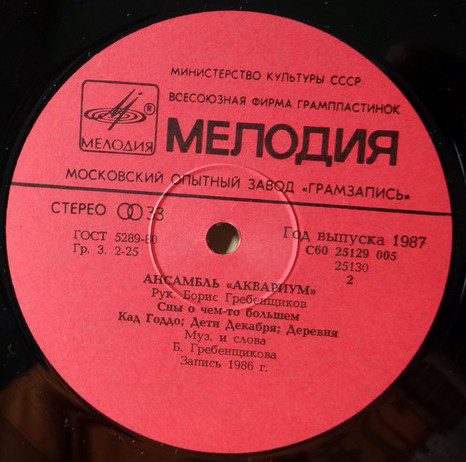 МИНИСТЕРСТВО КУЛЬТУРЫ СССР
ВСЕСОЮЗНАЯ ФИРМА ГРАМПЛАСТИНОК
® МЕЛОДИЯ
МЕЛОДИЯ
МОСКОВСКИЙ ОПЫТНЫЙ ЗАВОД «ГРАМЗАПИСЬ»
СТЕРЕО 33
ГОСТ 5289-80
Гр. 3. 2-25
Год выпуска 1987
С60 25129 005
25130
2
АНСАМБЛЬ «АКВАРИУМ»
Рук. Борис Гребенщиков
Сны о чем-то большем
Кад Годдо; Дети Декабря; Деревня
Муз. и слова
Б. Гребенщикова
Запись 1986 г.